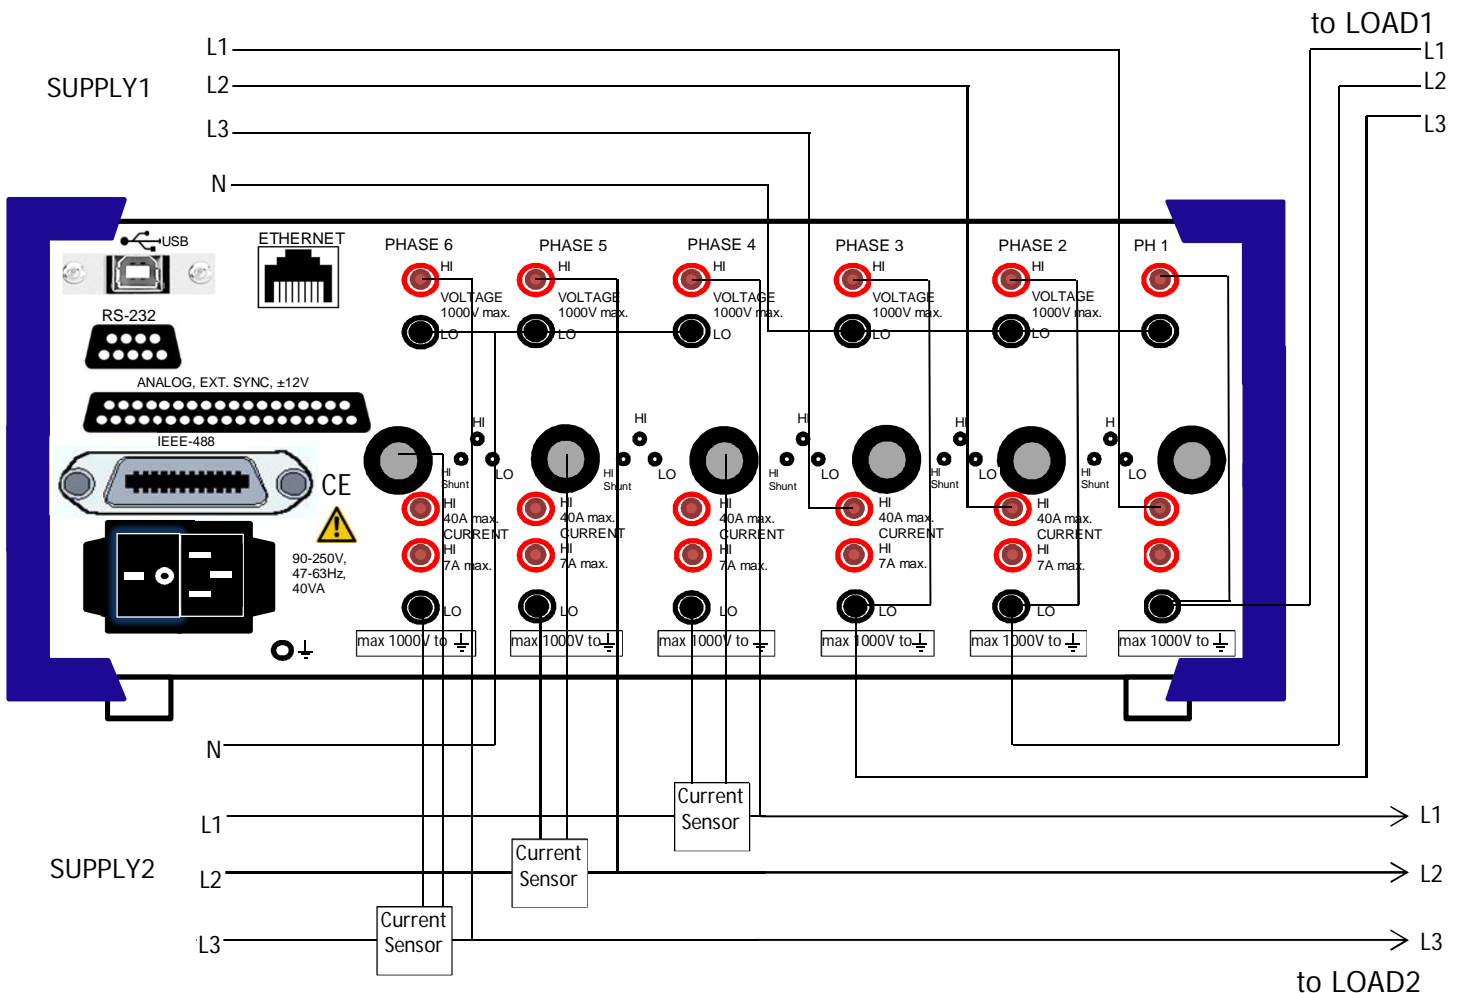 to LOAD1
L1
L1
SUPPLY1
L2
L2
L3
L3
N
USB
ETHERNET
PHASE 6
PHASE 5
PHASE 4
PHASE 3
PHASE 2
PH 1
HI
HI
HI
HI
HI
VOLTAGE
1000V max.
VOLTAGE
1000V max.
VOLTAGE
1000V max.
VOLTAGE
1000V max.
VOLTAGE
1000V max.
RS-232
LO
LO
LO
LO
LO
ANALOG, EXT. SYNC, ±12V
IEEE-488
HI
HI
HI
HI
H
LO
LO
LO
LO
LO
HI
Shunt
HI
Shunt
HI
Shunt
HI
Shunt
HI
Shunt
CE
HI
40A max.
CURRENT
HI
7A max.
HI
40A max.
CURRENT
HI
7A max.
HI
40A max.
CURRENT
HI
7A max.
HI
40A max.
CURRENT
HI
7A max.
HI
40A max.
CURRENT
HI
7A max.
90-250V,
47-63Hz,
40VA
LO
LO
LO
LO
LO
max 1000V to
max 1000V to
max 1000V to
max 1000V to
max 1000V to
max 1000V to
N
Current
Sensor
L1
L1
SUPPLY2
Current
Sensor
L2
L2
Current
Sensor
L3
L3
to LOAD2